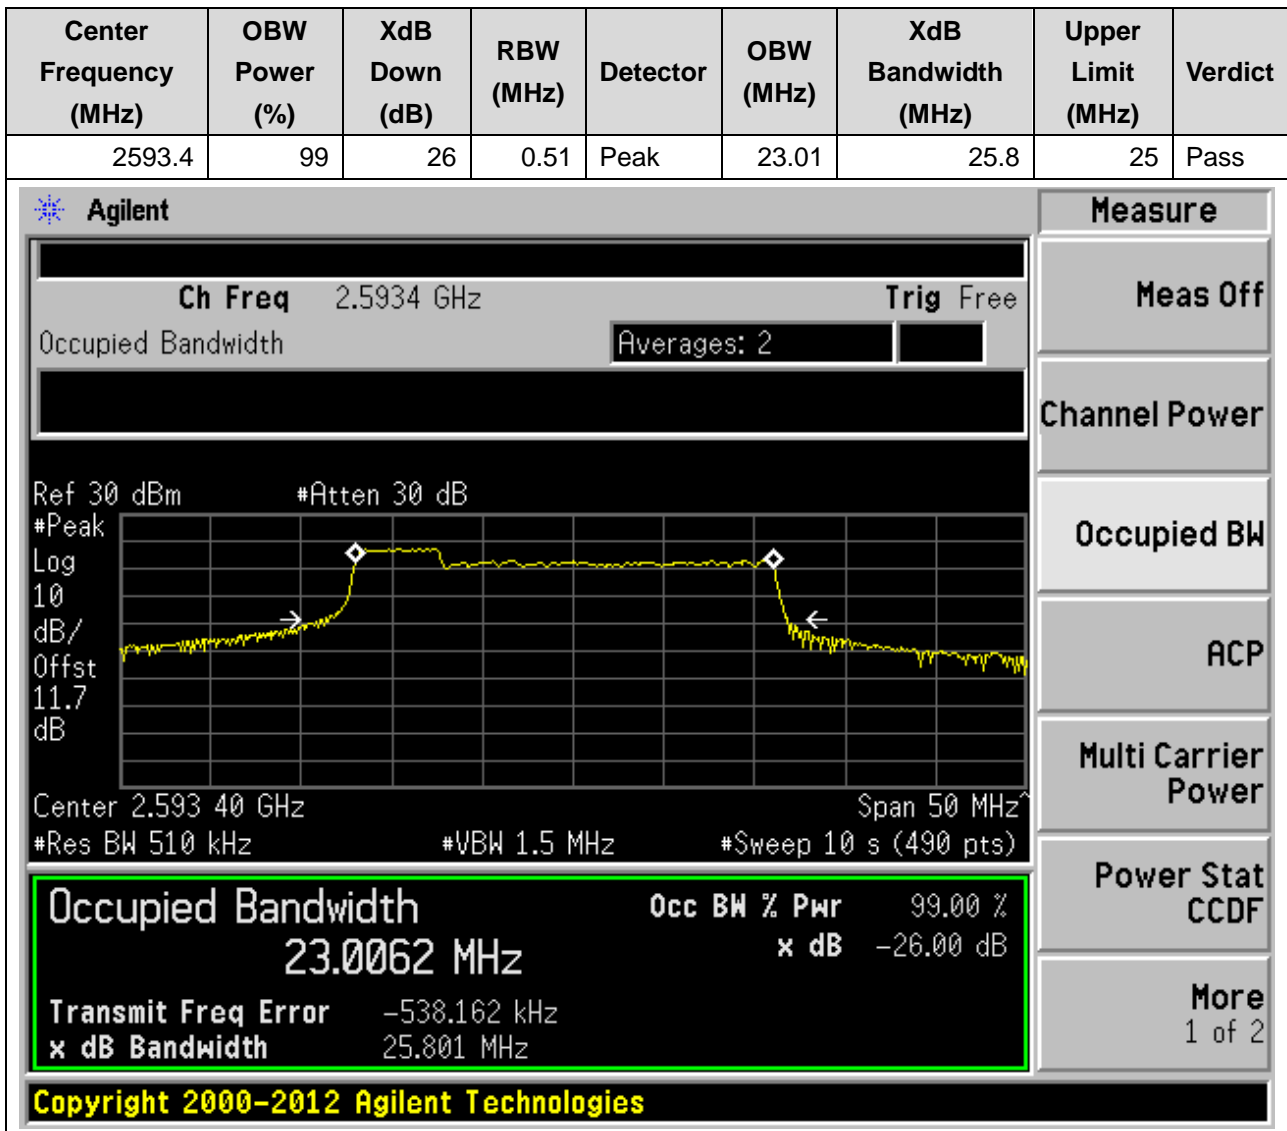 Center Frequency (MHz) OBW Power (%) XdB Down (dB) RBW (MHz) Detector OBW (MHz) XdB Bandwidth (MHz) Upper Limit (MHz) Verdict
2593.4 99 26 0.51 Peak 23.01 25.8 25 Pass
Agilent
Measure
Ch Freq 2.5934 GHz Trig Free
Meas Off
Occupied Bandwidth Averages: 2
Channel Power
Ref 30 dBm #Atten 30 dB
#Peak
Log
10
dB/
Offst
11.7
dB
Occupied BW
ACP
Multi Carrier
Power
Center 2.593 40 GHz Span 50 MHz^
#Res BW 510 kHz #VBW 1.5 MHz #Sweep 10 s (490 pts)
Power Stat
CCDF
Occupied Bandwidth Occ BW % Pwr 99.00 %
23.0062 MHz x dB -26.00 dB
Transmit Freq Error -538.162 kHz
x dB Bandwidth 25.801 MHz
More
1 of 2
Copyright 2000-2012 Agilent Technologies